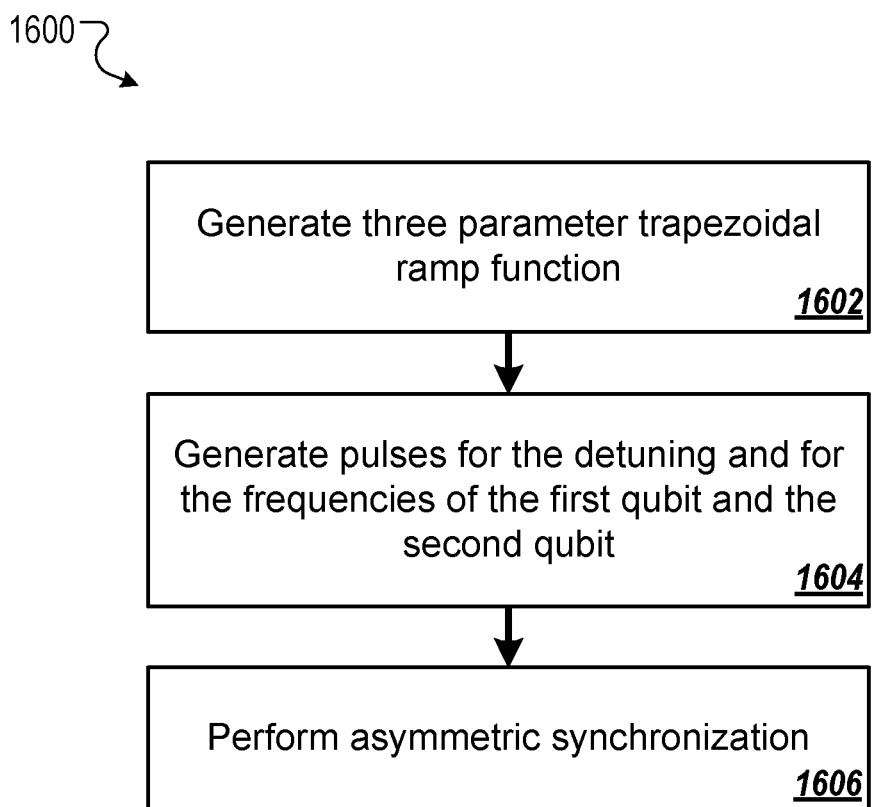 1600
Generate three parameter trapezoidal
ramp function
1602
Generate pulses for the detuning and for
the frequencies of the first qubit and the
second qubit
1604
Perform asymmetric synchronization
1606